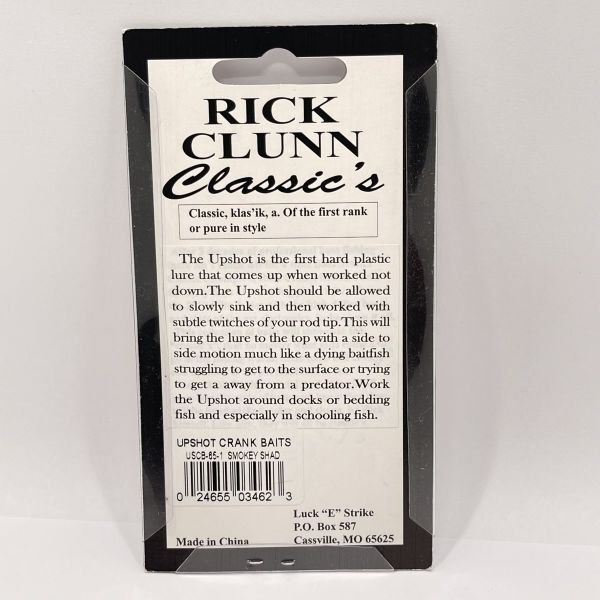 RICK
CLUNN
Classic's
Classic, klas'ik, a. Of the first rank
or pure in style
The Upshot is the first hard plastic
lure that comes up when worked not
down.The Upshot should be allowed
to slowly sink and then worked with
subtle twitches of your rod tip.This will
bring the lure to the top with a side to
side motion much like a dying baitfish
struggling to get to the surface or trying
to get a away from a predator.Work
the Upshot around docks or bedding
fish and especially in schooling fish.
UPSHOT CRANK BAITS
USCB-65-1 SMOKEY SHAD
0 24655 03462 3
Luck "E" Strike
P.O. Box 587
Made in China Cassville, MO 65625